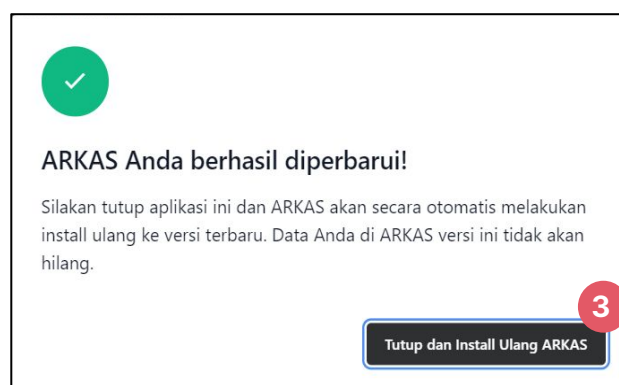 ARKAS Anda berhasil diperbarui!
Silakan tutup aplikasi ini dan ARKAS akan secara otomatis melakukan
install ulang ke versi terbaru. Data Anda di ARKAS versi ini tidak akan
hilang.
3
Tutup dan Install Ulang ARKAS